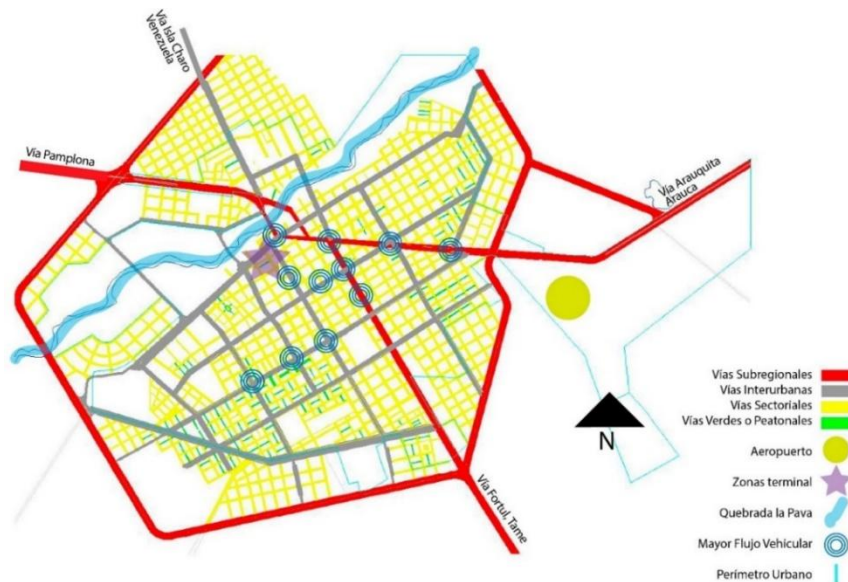 Vía Isla Charo
Venezuela
Vía Pamplona
Vía Arauquita
Arauca
Vía Fortul, Tame
N
Vías Subregionales
Vías Interurbanas
Vías Sectoriales
Vías Verdes o Peatonales
Aeropuerto
Zonas terminal
Quebrada la Pava
Mayor Flujo Vehicular
Perímetro Urbano